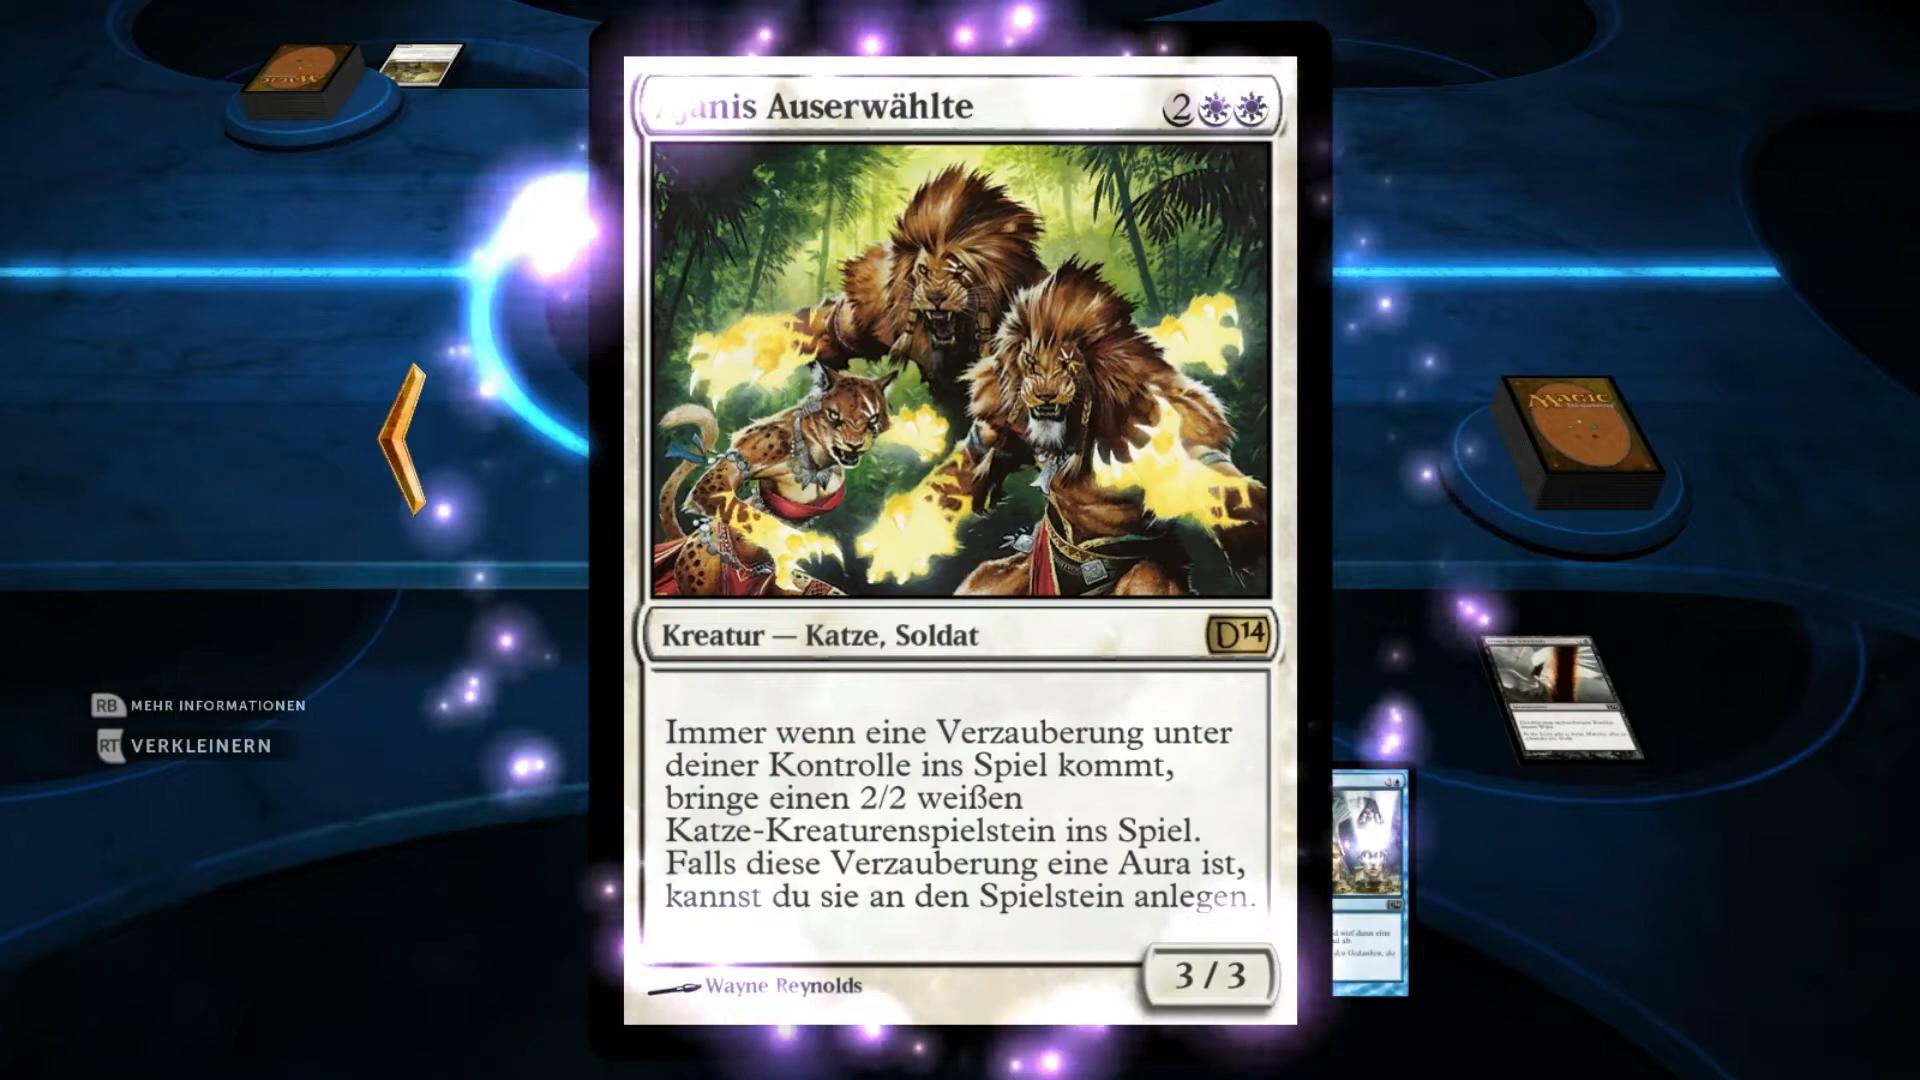 Ajanis Auserwählte
2
Kreatur — Katze, Soldat
D14
Immer wenn eine Verzauberung unter
deiner Kontrolle ins Spiel kommt,
bringe einen 2/2 weißen
Katze-Kreaturenspielstein ins Spiel.
Falls diese Verzauberung eine Aura ist,
kannst du sie an den Spielstein anlegen.
Wayne Reynolds
3 / 3
RB MEHR INFORMATIONEN
RT VERKLEINERN
MAGIC